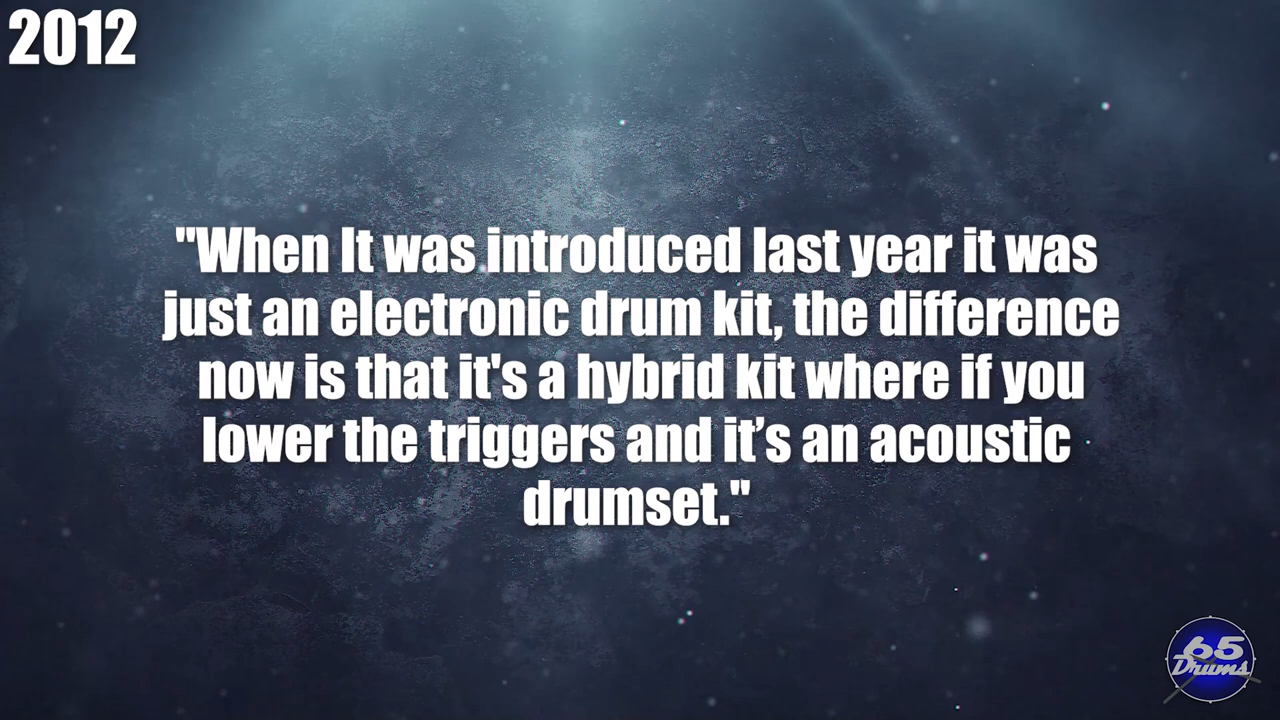 2012
"When It was introduced last year it was
just an electronic drum kit, the difference
now is that it's a hybrid kit where if you
lower the triggers and it’s an acoustic
drumset."
65
Drums